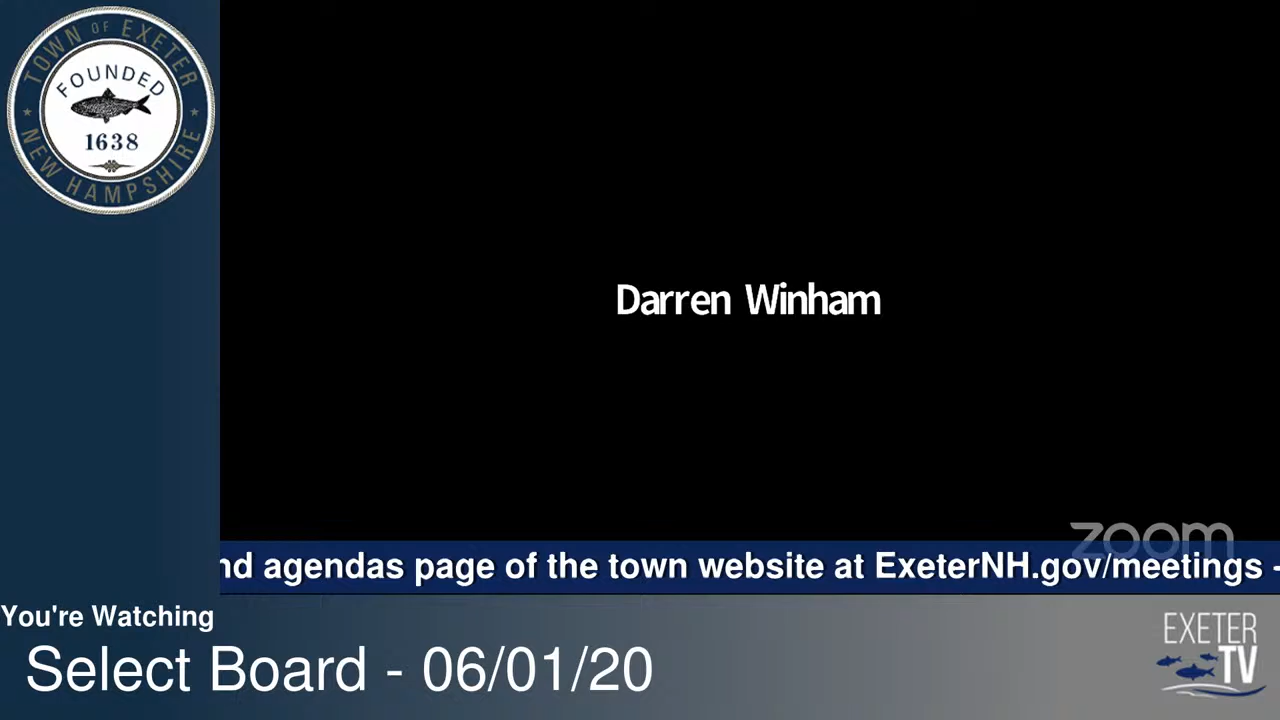 TOWN OF EXETER
FOUNDED
1638
NEW HAMPSHIRE
Darren Winham
zoom
nd agendas page of the town website at ExeterNH.gov/meetings -
You're Watching
Select Board - 06/01/20
EXETER
TV